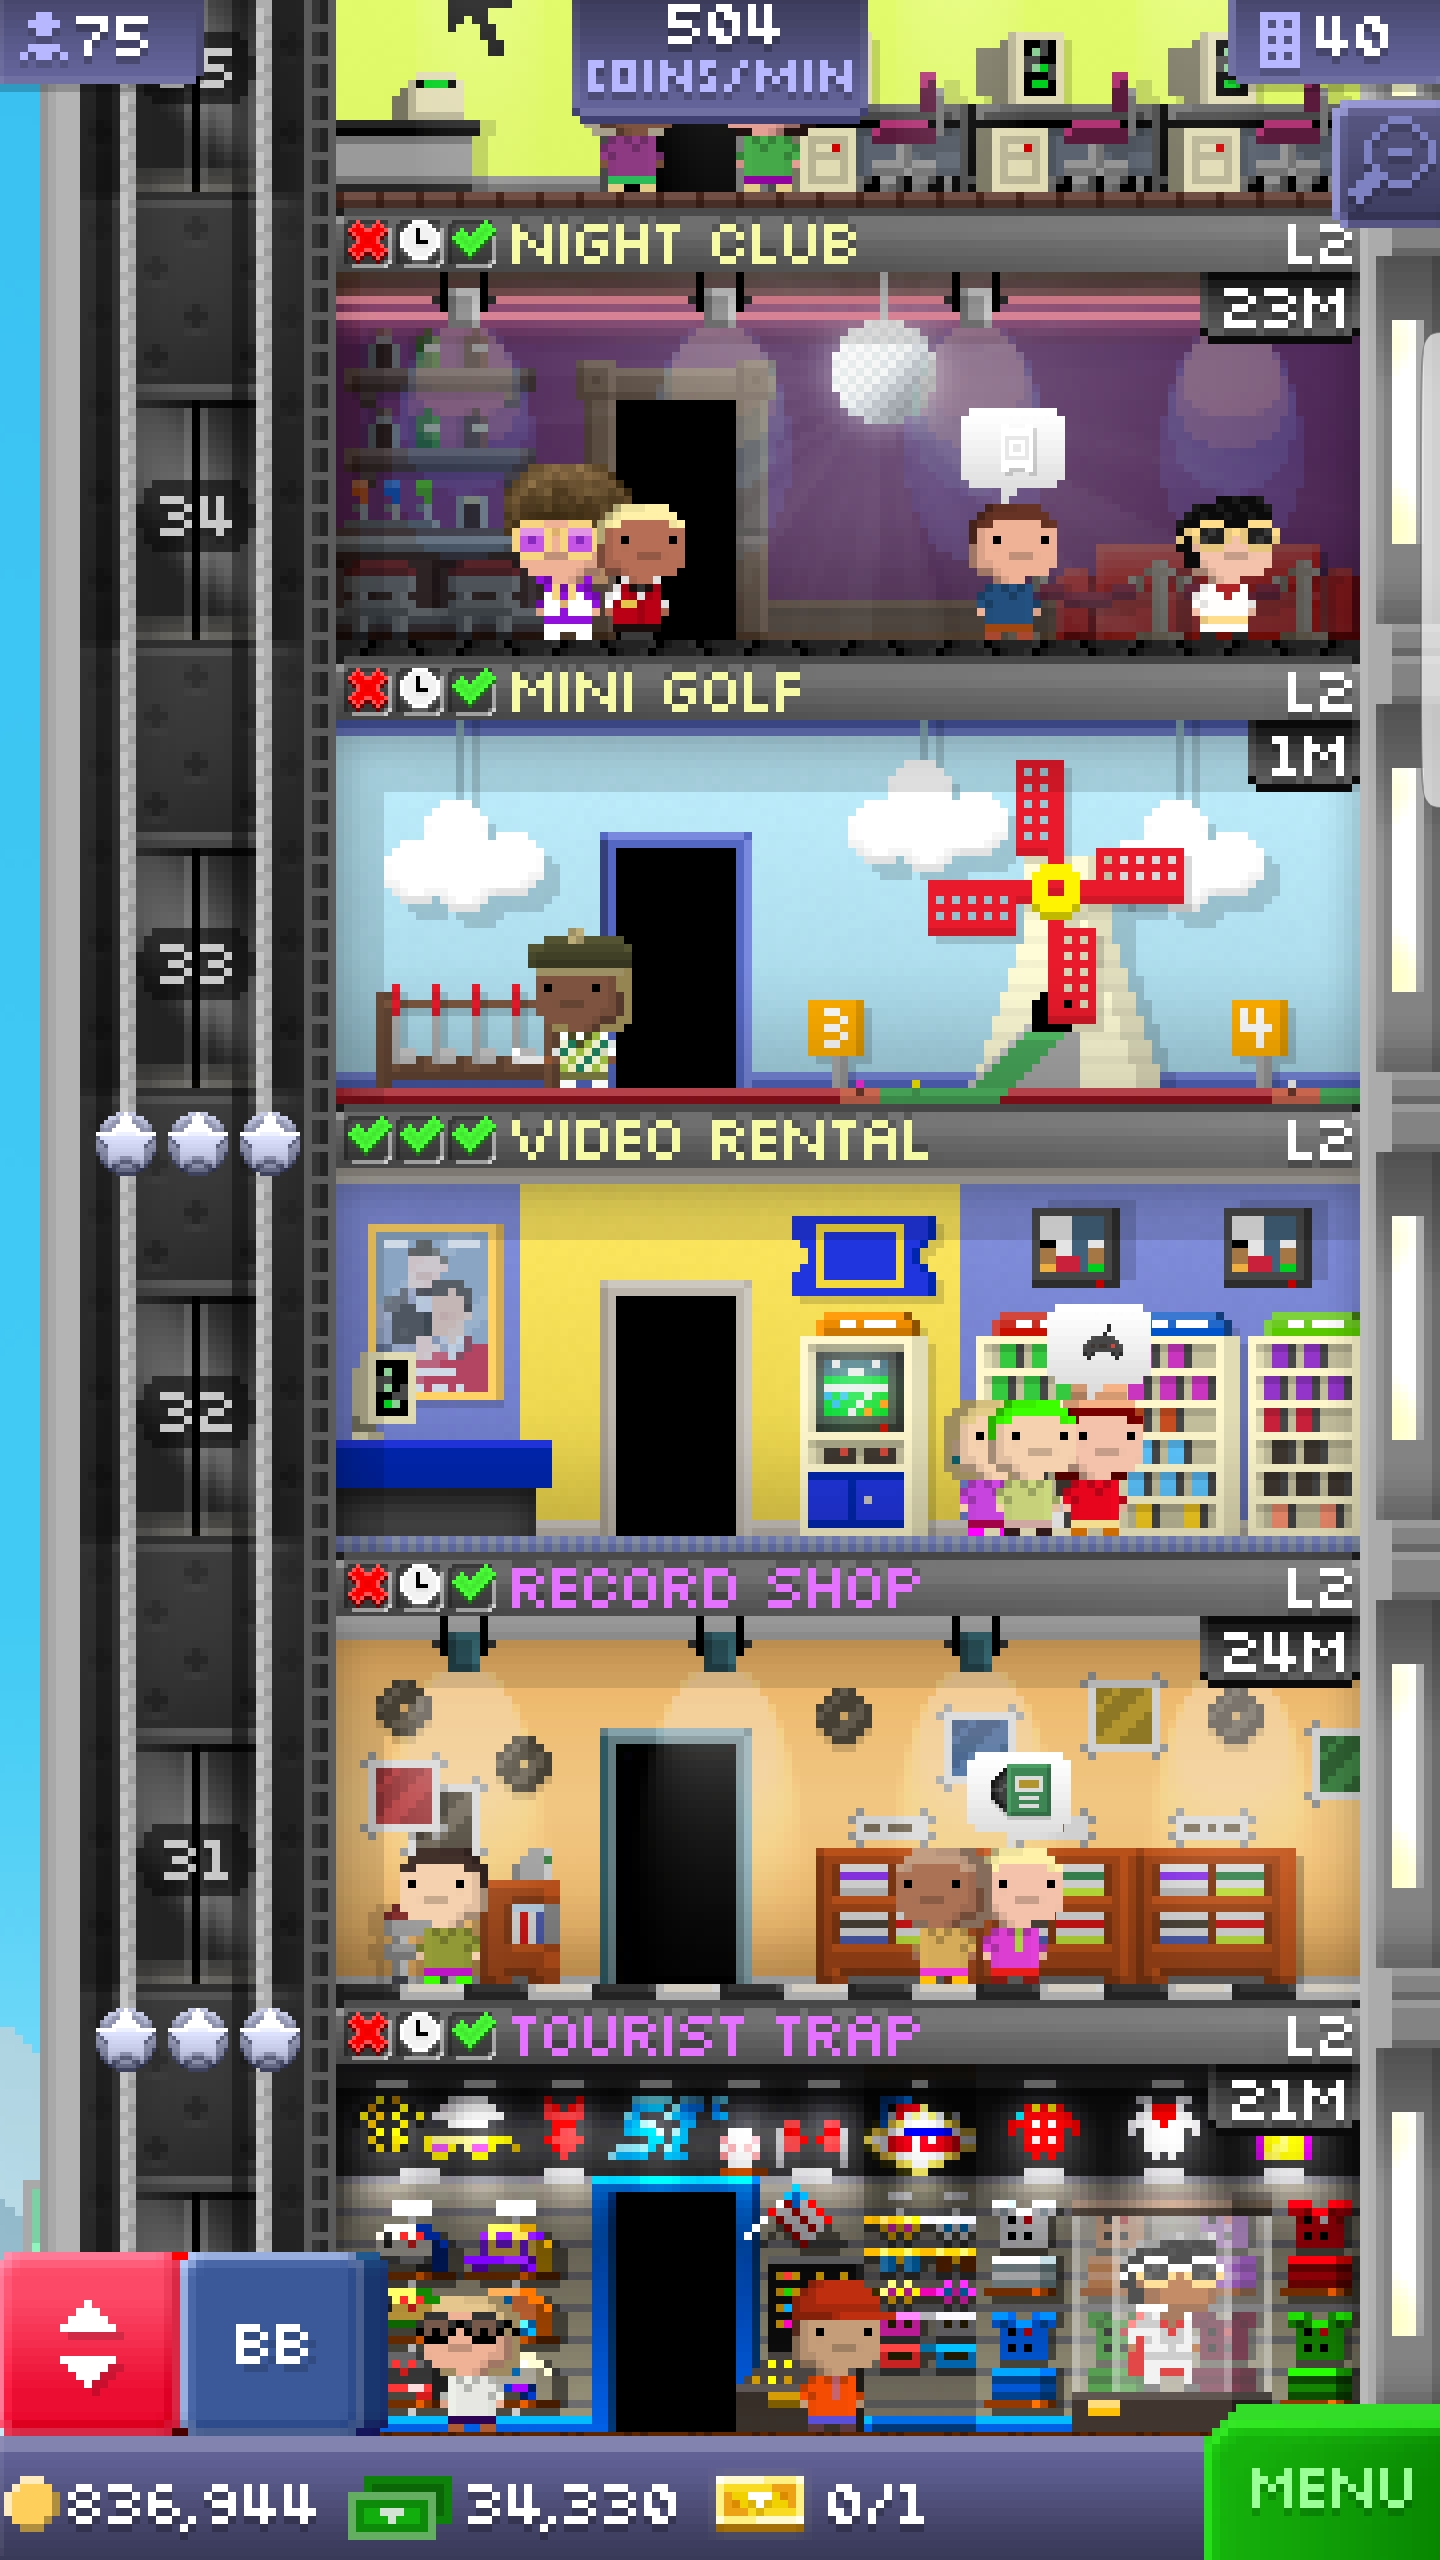 75
504
COINS/MIN
40
NIGHT CLUB L2
23M
34
MINI GOLF L2
1M
33
3
4
VIDEO RENTAL L2
32
RECORD SHOP L2
24M
31
TOURIST TRAP L2
21M
BB
836,944
34,330
0/1
MENU